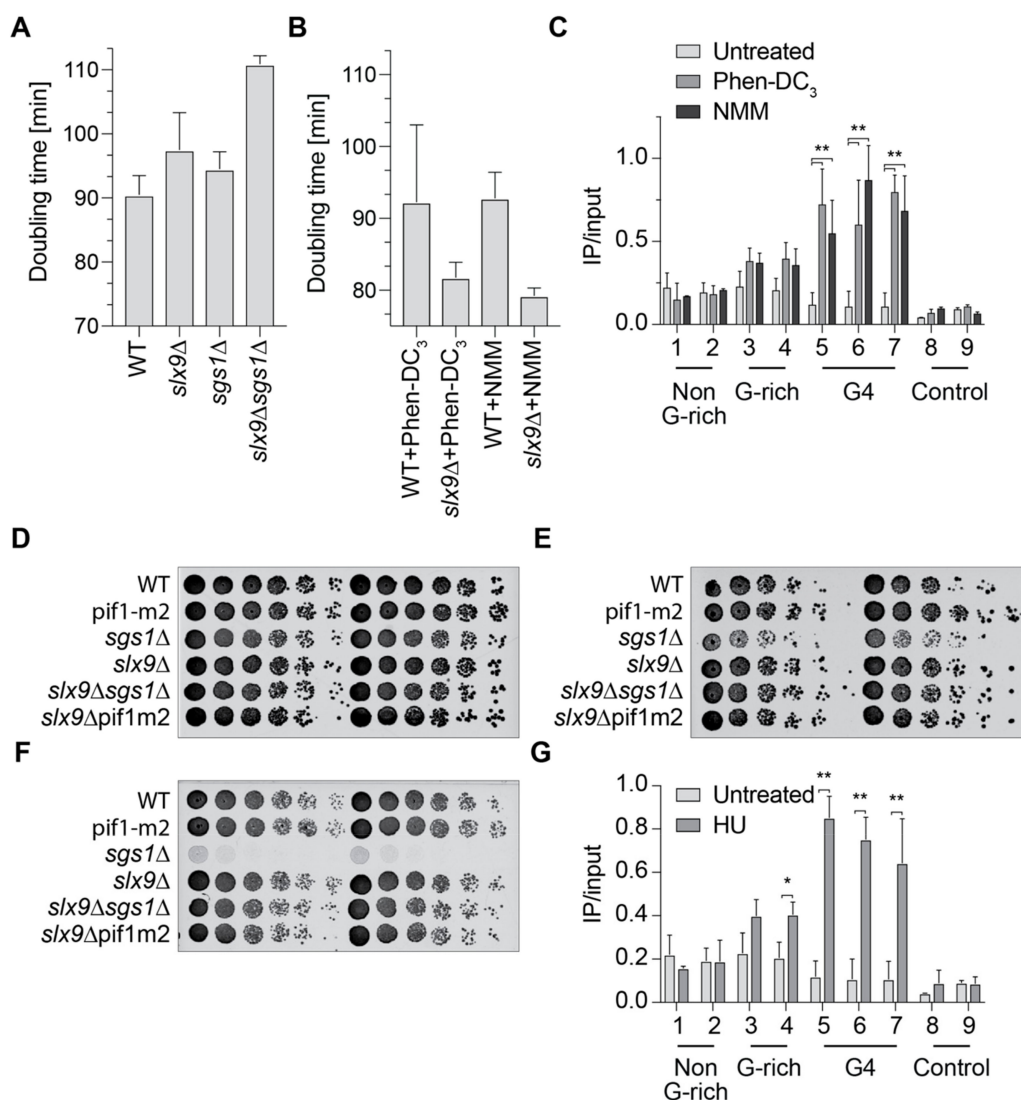 A
Doubling time [min]
110
100
90
80
70
WT
slx9Δ
sgs1Δ
slx9Δsgs1Δ
B
Doubling time [min]
110
100
90
80
WT+Phen-DC3
slx9Δ+Phen-DC3
WT+NMM
slx9Δ+NMM
C
Untreated
Phen-DC3
NMM
IP/input
1.0
0.5
0.0
** ** **
1 2 3 4 5 6 7 8 9
Non G-rich G4 Control
G-rich
D
WT
pif1-m2
sgs1Δ
slx9Δ
slx9Δsgs1Δ
slx9Δpif1m2
E
WT
pif1-m2
sgs1Δ
slx9Δ
slx9Δsgs1Δ
slx9Δpif1m2
F
WT
pif1-m2
sgs1Δ
slx9Δ
slx9Δsgs1Δ
slx9Δpif1m2
G
Untreated
HU
IP/input
1.0
0.8
0.6
0.4
0.2
0.0
* ** ** **
1 2 3 4 5 6 7 8 9
Non G-rich G4 Control
G-rich